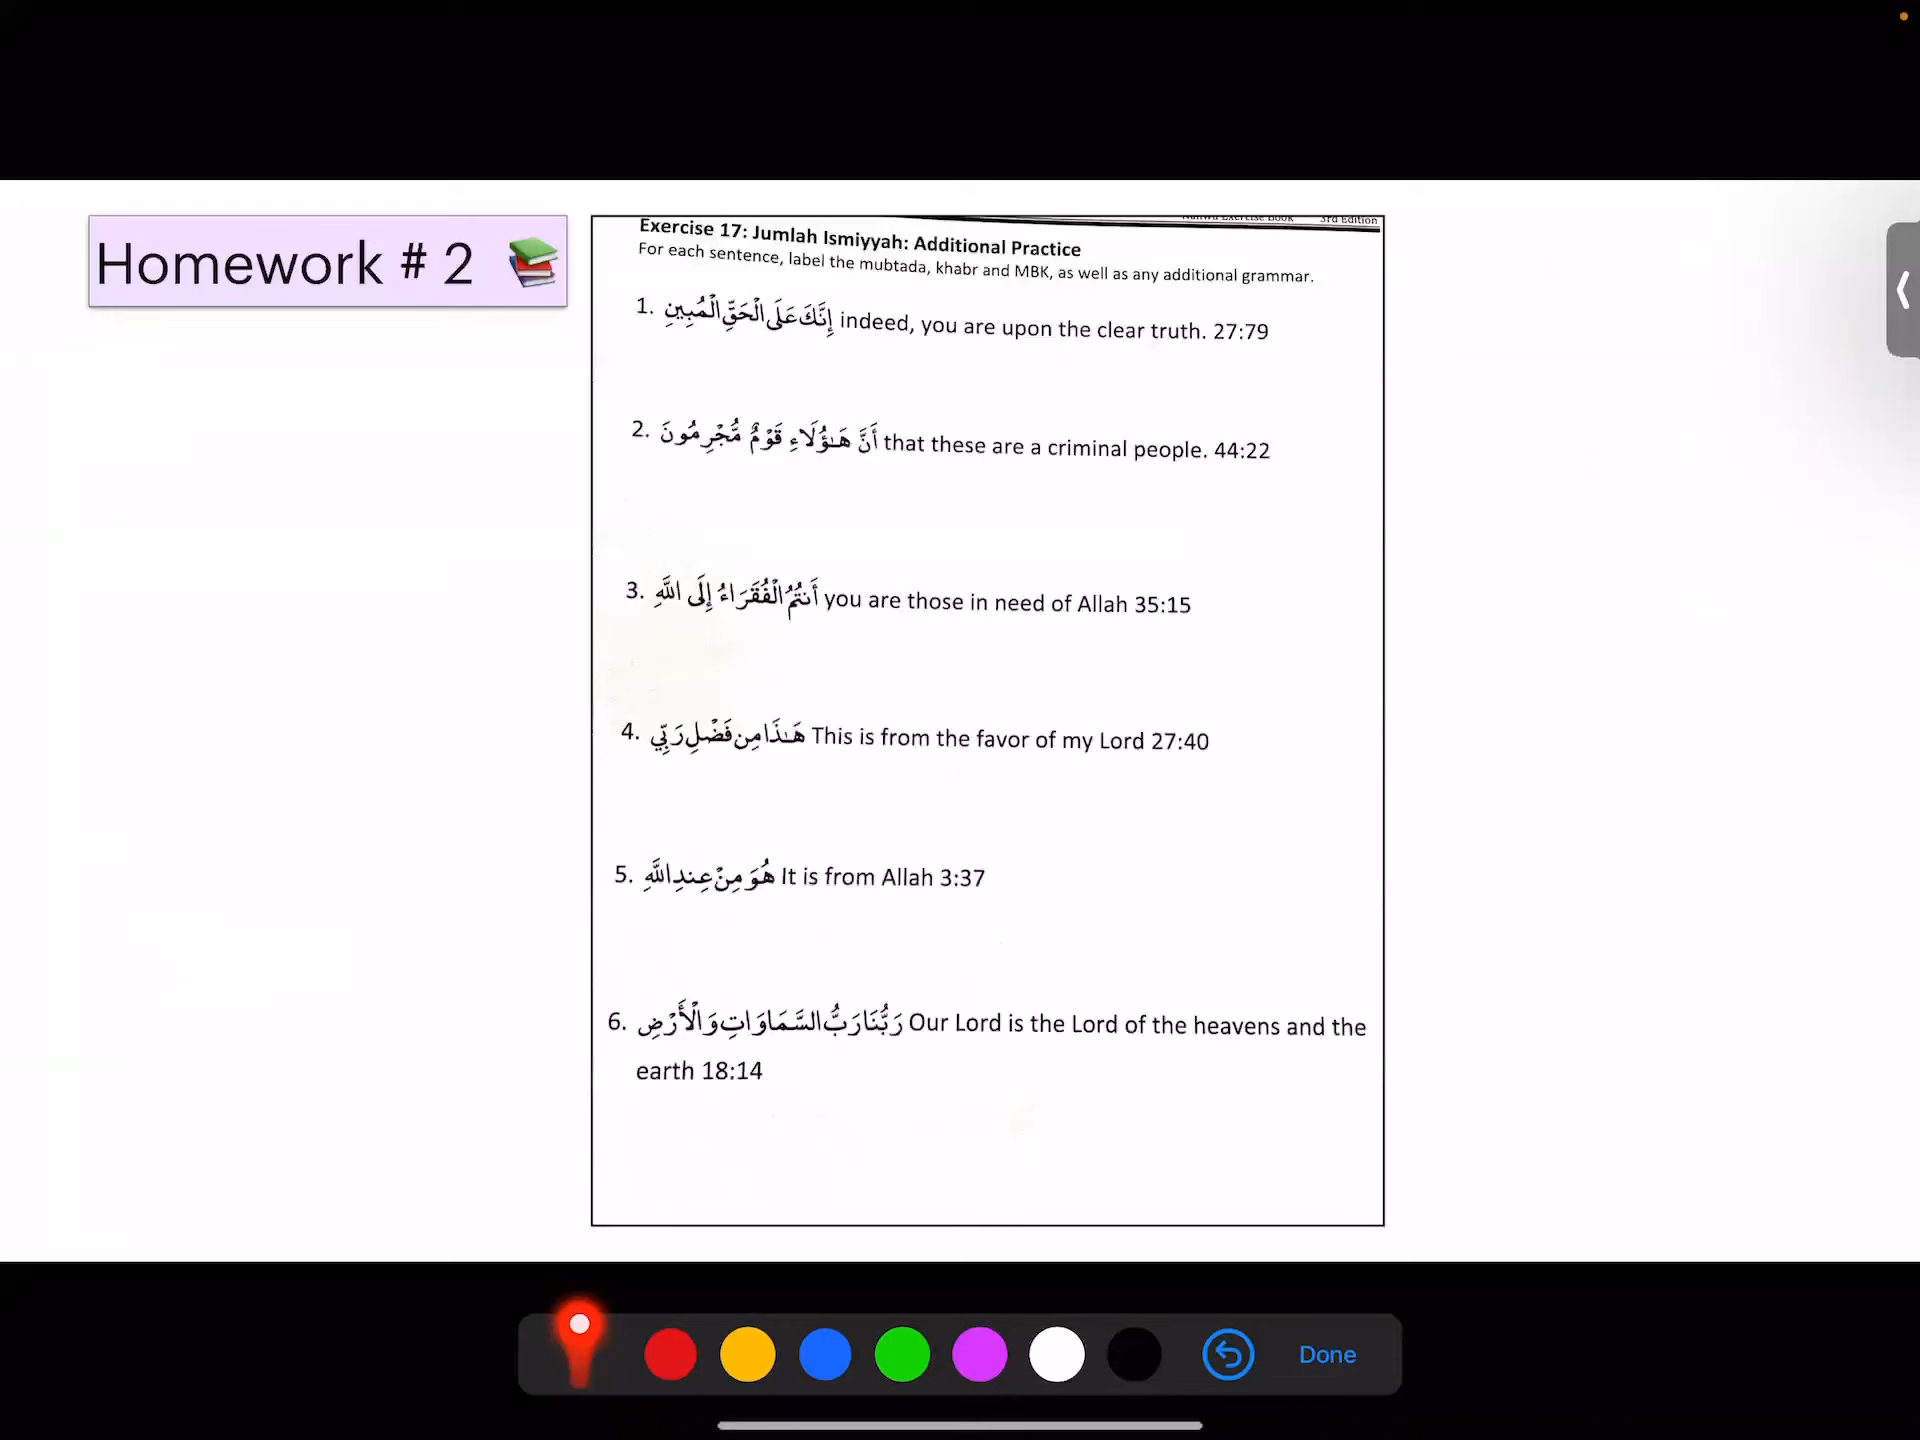 Homework # 2
Nahwu Exercise Book 3rd Edition
Exercise 17: Jumlah Ismiyyah: Additional Practice
For each sentence, label the mubtada, khabr and MBK, as well as any additional grammar.
1. إِنَّكَ عَلَى الْحَقِّ الْمُبِينِ indeed, you are upon the clear truth. 27:79
2. أَنَّ هَـٰؤُلَاءِ قَوْمٌ مُّجْرِمُونَ that these are a criminal people. 44:22
3. أَنتُمُ الْفُقَرَاءُ إِلَى اللَّهِ you are those in need of Allah 35:15
4. هَـٰذَا مِن فَضْلِ رَبِّي This is from the favor of my Lord 27:40
5. هُوَ مِنْ عِندِ اللَّهِ It is from Allah 3:37
6. رَبُّنَا رَبُّ السَّمَاوَاتِ وَالْأَرْضِ Our Lord is the Lord of the heavens and the
earth 18:14
Done